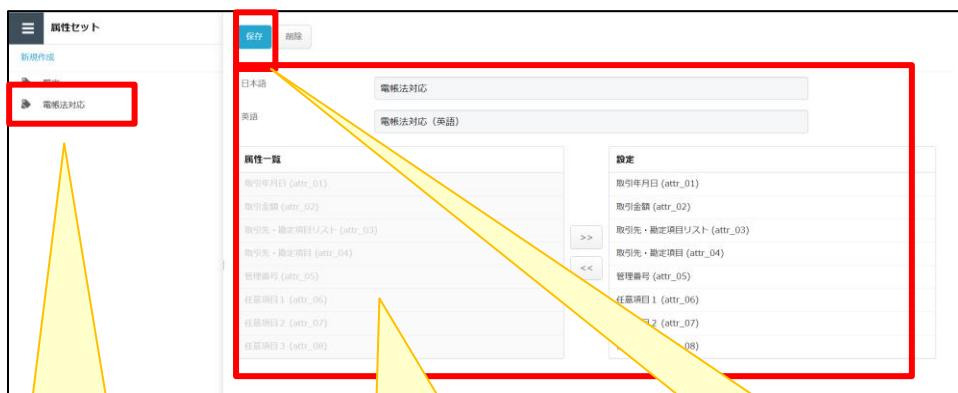 属性セット
保存
削除
新規作成
電帳法対応
日本語
電帳法対応
英語
電帳法対応（英語）
属性一覧
取引年月日 (attr_01)
取引金額 (attr_02)
取引先・勘定項目リスト (attr_03)
取引先・勘定項目 (attr_04)
管理番号 (attr_05)
任意項目1 (attr_06)
任意項目2 (attr_07)
任意項目3 (attr_08)
>>
<<
設定
取引年月日 (attr_01)
取引金額 (attr_02)
取引先・勘定項目リスト (attr_03)
取引先・勘定項目 (attr_04)
管理番号 (attr_05)
任意項目1 (attr_06)
2 (attr_07)
08)